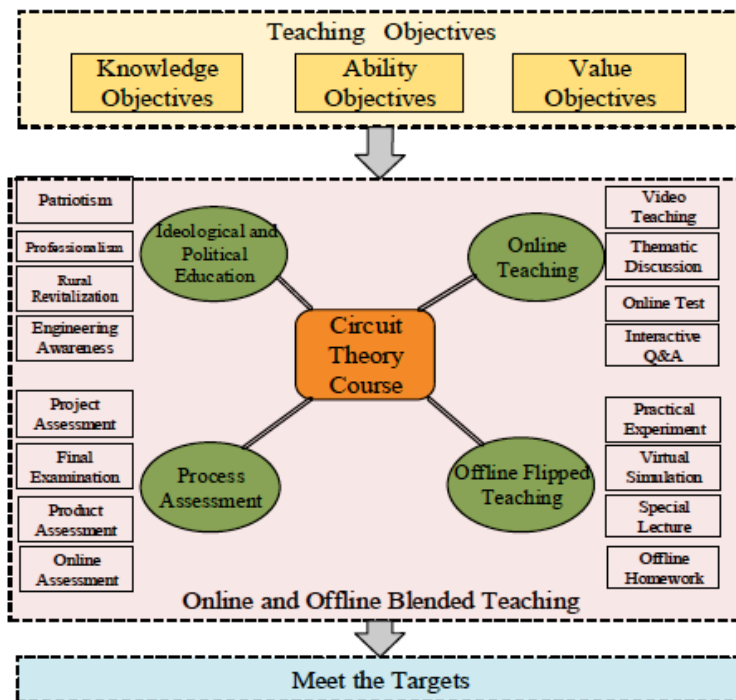 Teaching Objectives
Knowledge
Objectives
Ability
Objectives
Value
Objectives
Patriotism
Professionalism
Rural
Revitalization
Engineering
Awareness
Ideological and
Political
Education
Online
Teaching
Video
Teaching
Thematic
Discussion
Online Test
Interactive
Q&A
Circuit
Theory
Course
Project
Assessment
Final
Examination
Product
Assessment
Online
Assessment
Process
Assessment
Offline Flipped
Teaching
Practical
Experiment
Virtual
Simulation
Special
Lecture
Offline
Homework
Online and Offline Blended Teaching
Meet the Targets